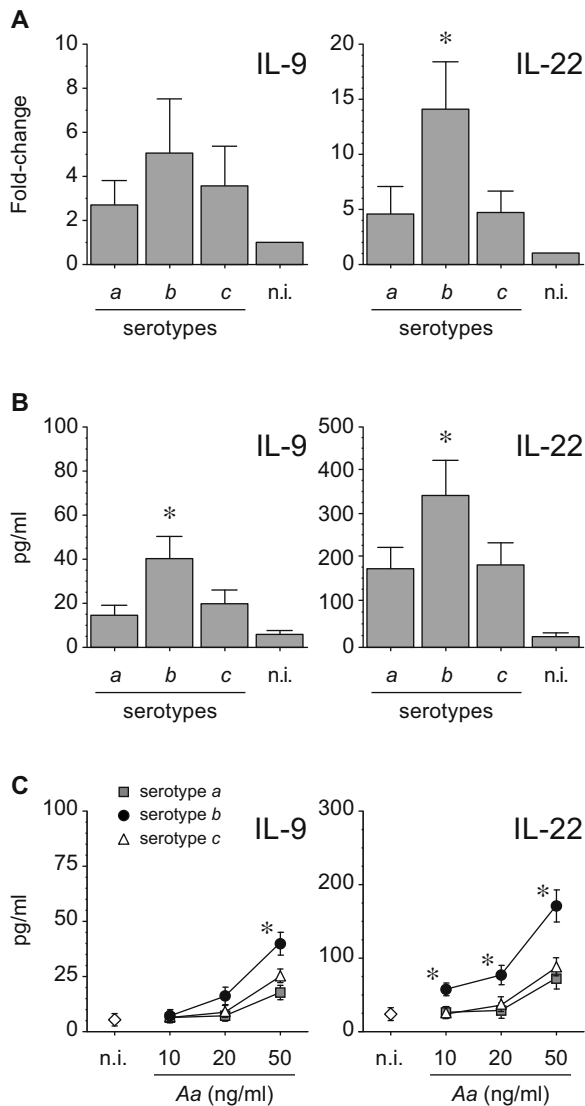 A
IL-9
IL-22
Fold-change
10
8
6
4
2
0
20
15
10
5
0
*
a b c n.i.
serotypes
a b c n.i.
serotypes
B
IL-9
IL-22
pg/ml
100
80
60
40
20
0
*
500
400
300
200
100
0
*
a b c n.i.
serotypes
a b c n.i.
serotypes
C
serotype a
serotype b
serotype c
IL-9
IL-22
pg/ml
100
75
50
25
0
*
300
200
100
0
* * *
n.i. 10 20 50
Aa (ng/ml)
n.i. 10 20 50
Aa (ng/ml)